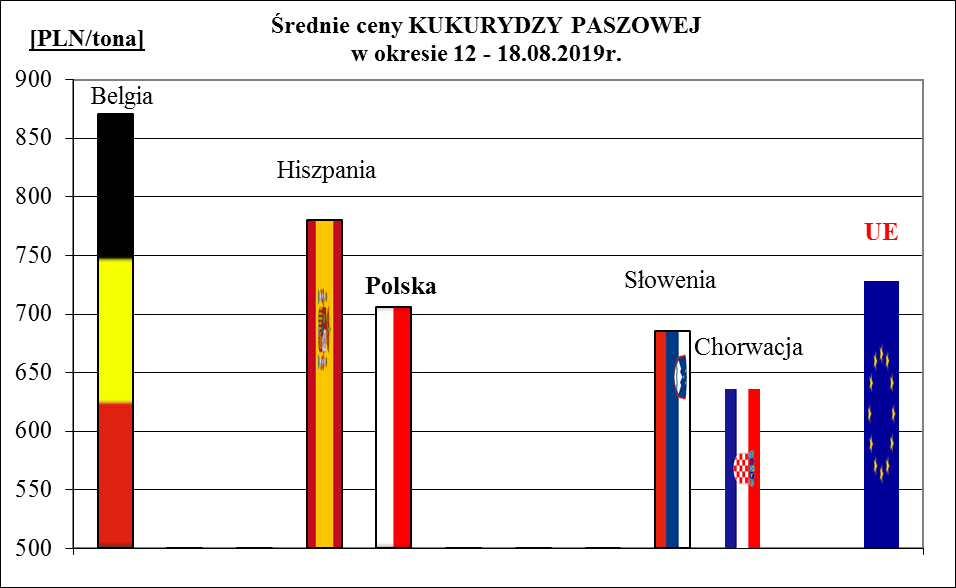 Średnie ceny KUKURYDZY PASZOWEJ
w okresie 12 - 18.08.2019r.
[PLN/tona]
900
850
800
750
700
650
600
550
500
Belgia
Hiszpania
Polska
Słowenia
Chorwacja
UE